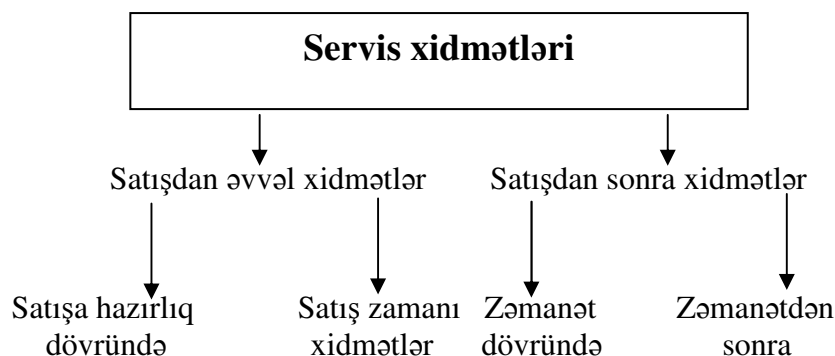 Servis xidmətləri
Satışdan əvvəl xidmətlər
Satışdan sonra xidmətlər
Satışa hazırlıq
dövründə
Satış zamanı
xidmətlər
Zəmanət
dövründə
Zəmanətdən
sonra